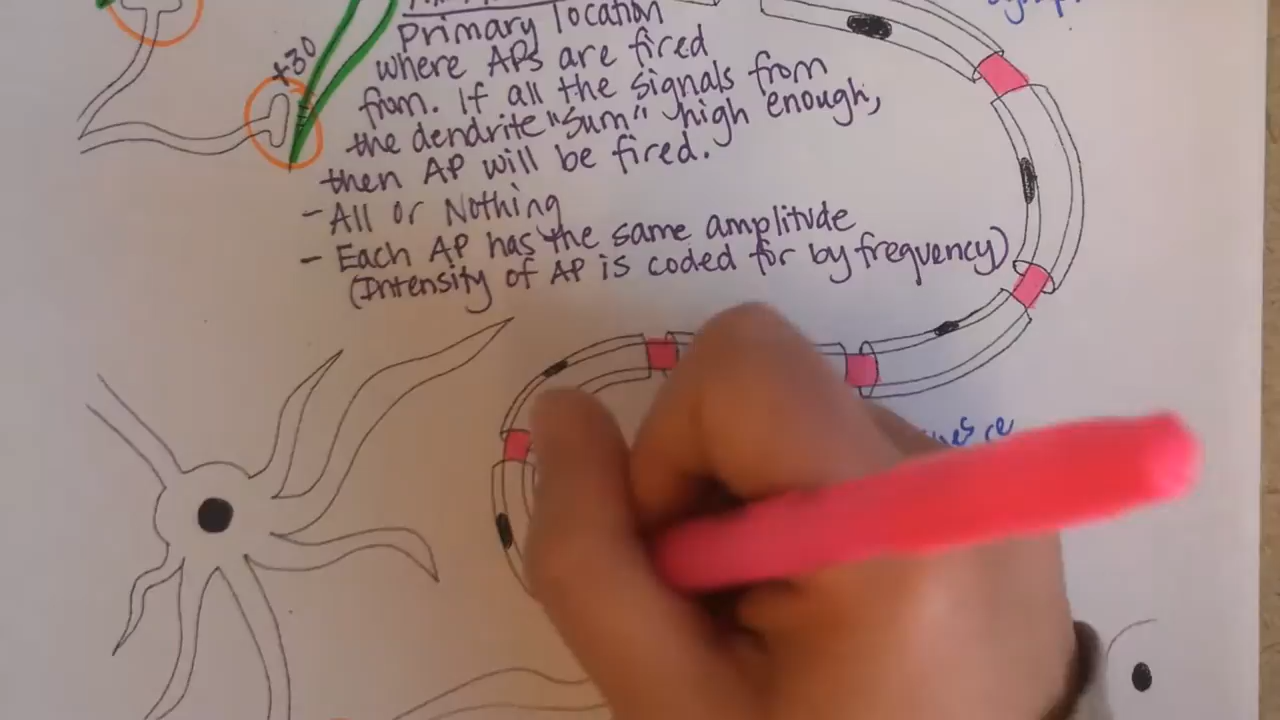 +30
Primary location
where APs are fired
from. If all the signals from
the dendrite "sum" high enough,
then AP will be fired.
- All or Nothing
- Each AP has the same amplitude
(Intensity of AP is coded for by frequency)